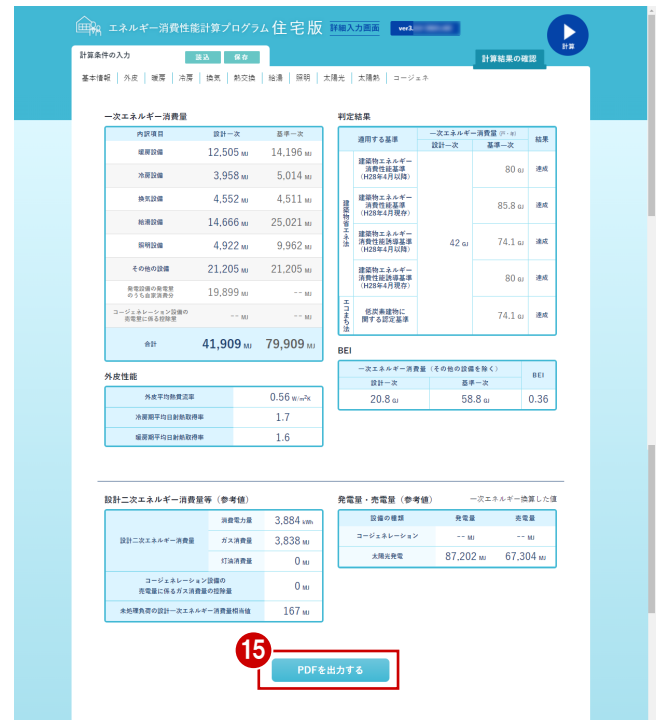 エネルギー消費性能計算プログラム 住宅版 詳細入力画面 ver3.
計算
計算条件の入力 読込 保存
計算結果の確認
基本情報 外皮 暖房 冷房 換気 熱交換 給湯 照明 太陽光 太陽熱 コージェネ
一次エネルギー消費量
内訳項目 設計一次 基準一次
暖房設備 12,505 MJ 14,196 MJ
冷房設備 3,958 MJ 5,014 MJ
換気設備 4,552 MJ 4,511 MJ
給湯設備 14,666 MJ 25,021 MJ
照明設備 4,922 MJ 9,962 MJ
その他の設備 21,205 MJ 21,205 MJ
発電設備の発電量
のうち自家消費分 19,899 MJ -- MJ
コージェネレーション設備の
売電量に係る控除量 -- MJ -- MJ
合計 41,909 MJ 79,909 MJ
判定結果
適用する基準 一次エネルギー消費量 (戸・年) 結果
設計一次 基準一次
建築物省エネ法
建築物エネルギー
消費性能基準
(H28年4月以降) 80 GJ 達成
建築物エネルギー
消費性能基準
(H28年4月現存) 85.8 GJ 達成
42 GJ
建築物エネルギー
消費性能誘導基準
(H28年4月以降) 74.1 GJ 達成
建築物エネルギー
消費性能誘導基準
(H28年4月現存) 80 GJ 達成
エコまち法
低炭素建物に
関する認定基準 74.1 GJ 達成
BEI
一次エネルギー消費量 (その他の設備を除く) BEI
設計一次 基準一次
20.8 GJ 58.8 GJ 0.36
外皮性能
外皮平均熱貫流率 0.56 W/m²K
冷房期平均日射熱取得率 1.7
暖房期平均日射熱取得率 1.6
設計二次エネルギー消費量等 (参考値)
設計二次エネルギー消費量
消費電力量 3,884 kWh
ガス消費量 3,838 MJ
灯油消費量 0 MJ
コージェネレーション設備の
売電量に係るガス消費量の控除量 0 MJ
未処理負荷の設計一次エネルギー消費量相当値 167 MJ
発電量・売電量 (参考値) 一次エネルギー換算した値
設備の種類 発電量 売電量
コージェネレーション -- MJ -- MJ
太陽光発電 87,202 MJ 67,304 MJ
15
PDFを出力する